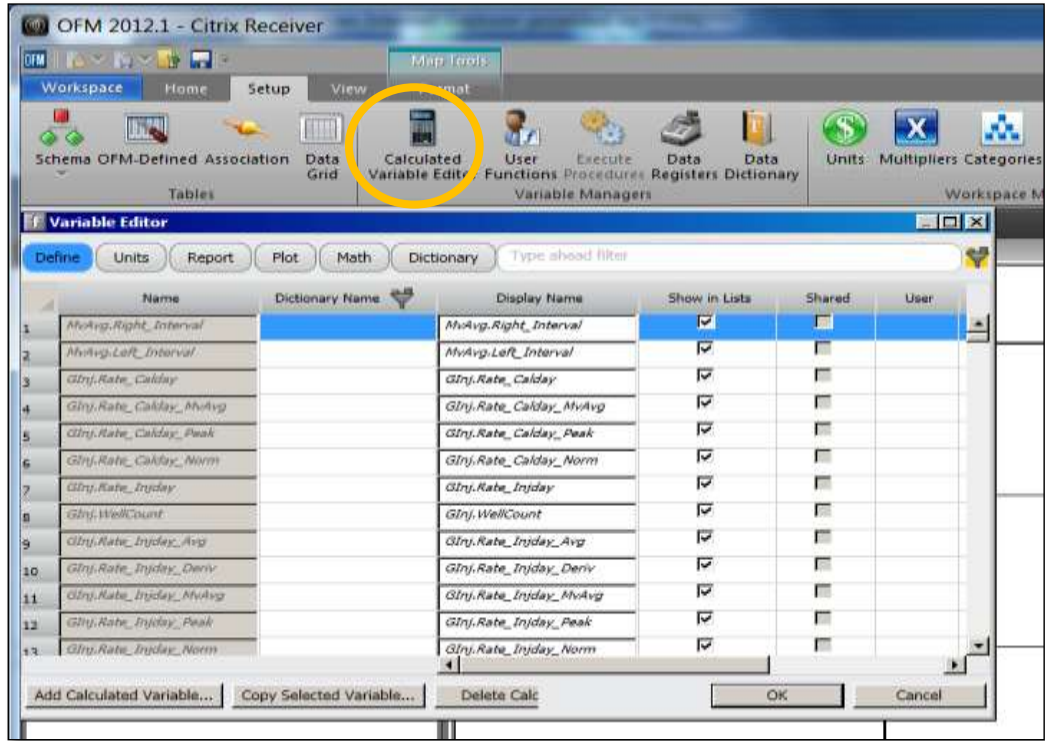 OFM 2012.1 - Citrix Receiver
OFM
Map Tools
Workspace Home Setup View Format
Schema OFM-Defined Association Data Grid Calculated Variable Editor User Functions Execute Procedures Data Registers Data Dictionary Units Multipliers Categories
Tables Variable Managers Workspace M
f Variable Editor
Define Units Report Plot Math Dictionary Type ahead filter
Name Dictionary Name Display Name Show in Lists Shared User
1 MvAvg.Right_Interval MvAvg.Right_Interval
2 MvAvg.Left_Interval MvAvg.Left_Interval
3 GInj.Rate_Calday GInj.Rate_Calday
4 GInj.Rate_Calday_MvAvg GInj.Rate_Calday_MvAvg
5 GInj.Rate_Calday_Peak GInj.Rate_Calday_Peak
6 GInj.Rate_Calday_Norm GInj.Rate_Calday_Norm
7 GInj.Rate_Injday GInj.Rate_Injday
8 GInj.WellCount GInj.WellCount
9 GInj.Rate_Injday_Avg GInj.Rate_Injday_Avg
10 GInj.Rate_Injday_Deriv GInj.Rate_Injday_Deriv
11 GInj.Rate_Injday_MvAvg GInj.Rate_Injday_MvAvg
12 GInj.Rate_Injday_Peak GInj.Rate_Injday_Peak
13 GInj.Rate_Injday_Norm GInj.Rate_Injday_Norm
Add Calculated Variable... Copy Selected Variable... Delete Calc OK Cancel